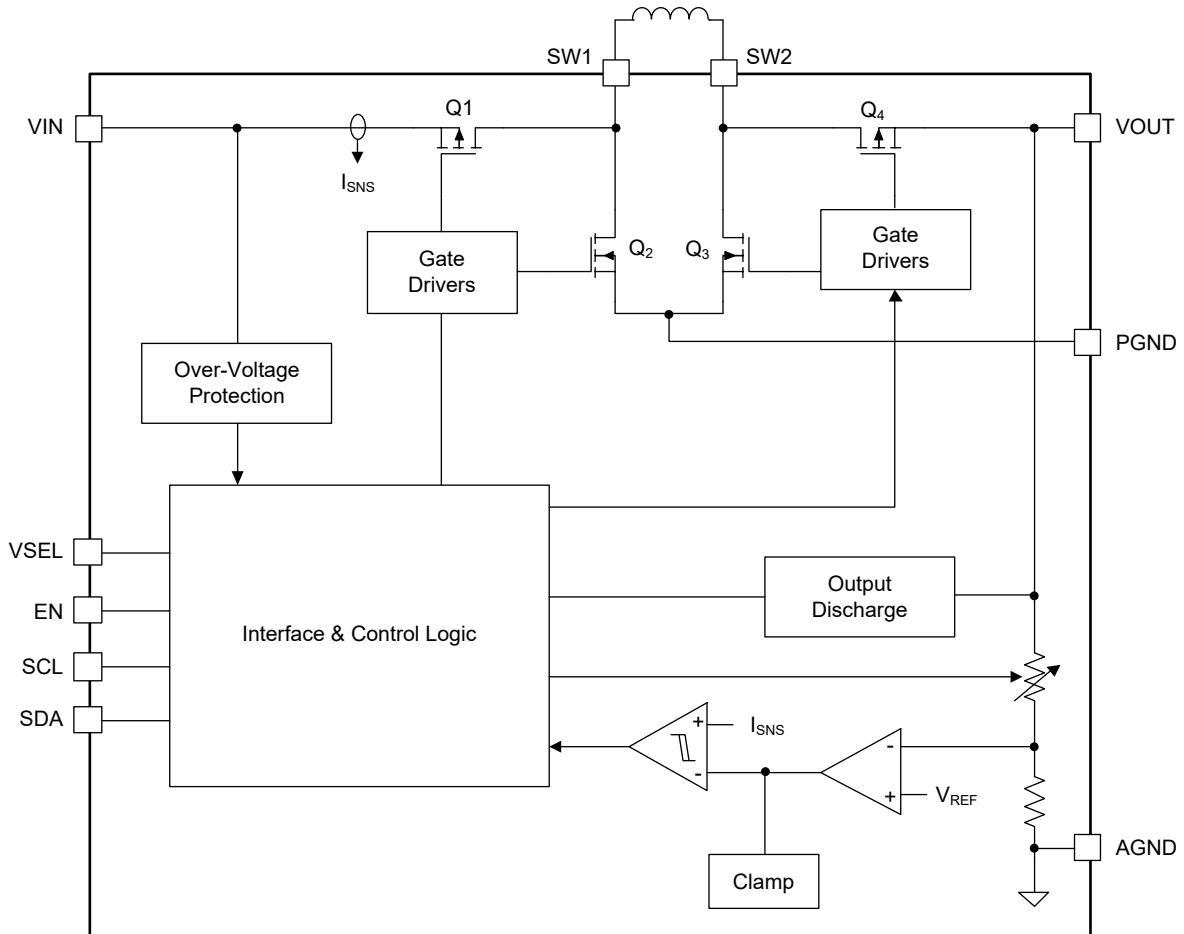 SW1
SW2
VIN
Q1
Q4
VOUT
ISNS
Gate
Drivers
Q2
Q3
Gate
Drivers
PGND
Over-Voltage
Protection
VSEL
EN
SCL
SDA
Interface & Control Logic
Output
Discharge
+
ISNS
-
-
+
VREF
Clamp
AGND